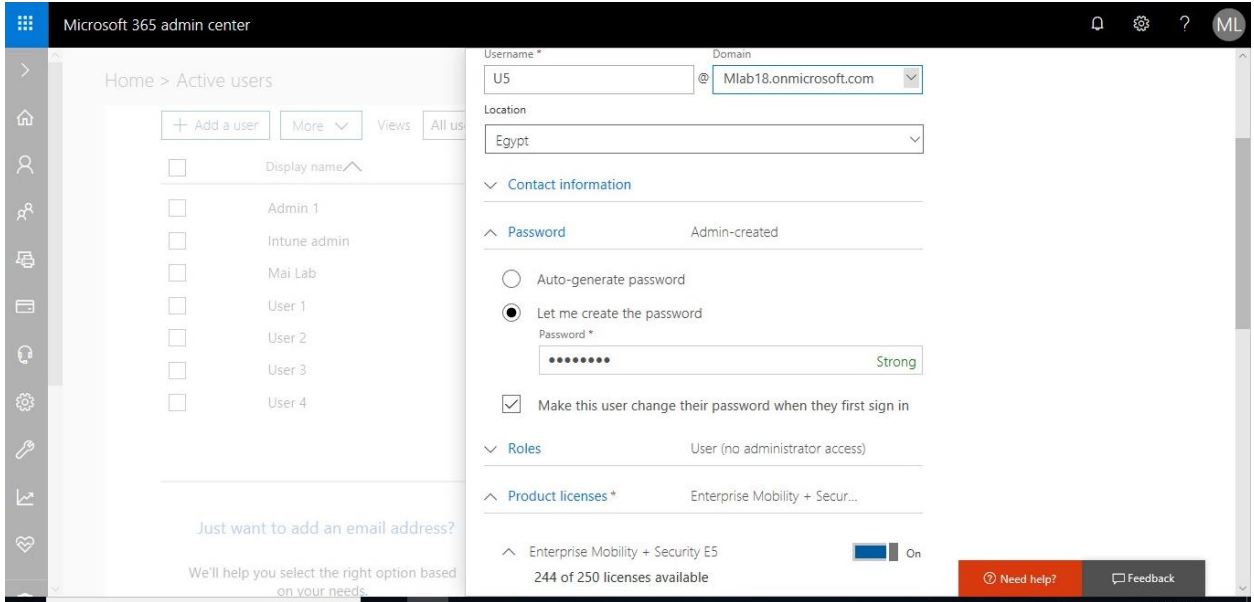 Microsoft 365 admin center
?
ML
Home > Active users
+ Add a user
More
Views
All us
Display name
Admin 1
Intune admin
Mai Lab
User 1
User 2
User 3
User 4
Just want to add an email address?
We'll help you select the right option based
on your needs.
Username *
Domain
U5
@
Mlab18.onmicrosoft.com
Location
Egypt
Contact information
Password
Admin-created
Auto-generate password
Let me create the password
Password *
••••••••
Strong
Make this user change their password when they first sign in
Roles
User (no administrator access)
Product licenses *
Enterprise Mobility + Secur...
Enterprise Mobility + Security E5
On
244 of 250 licenses available
Need help?
Feedback